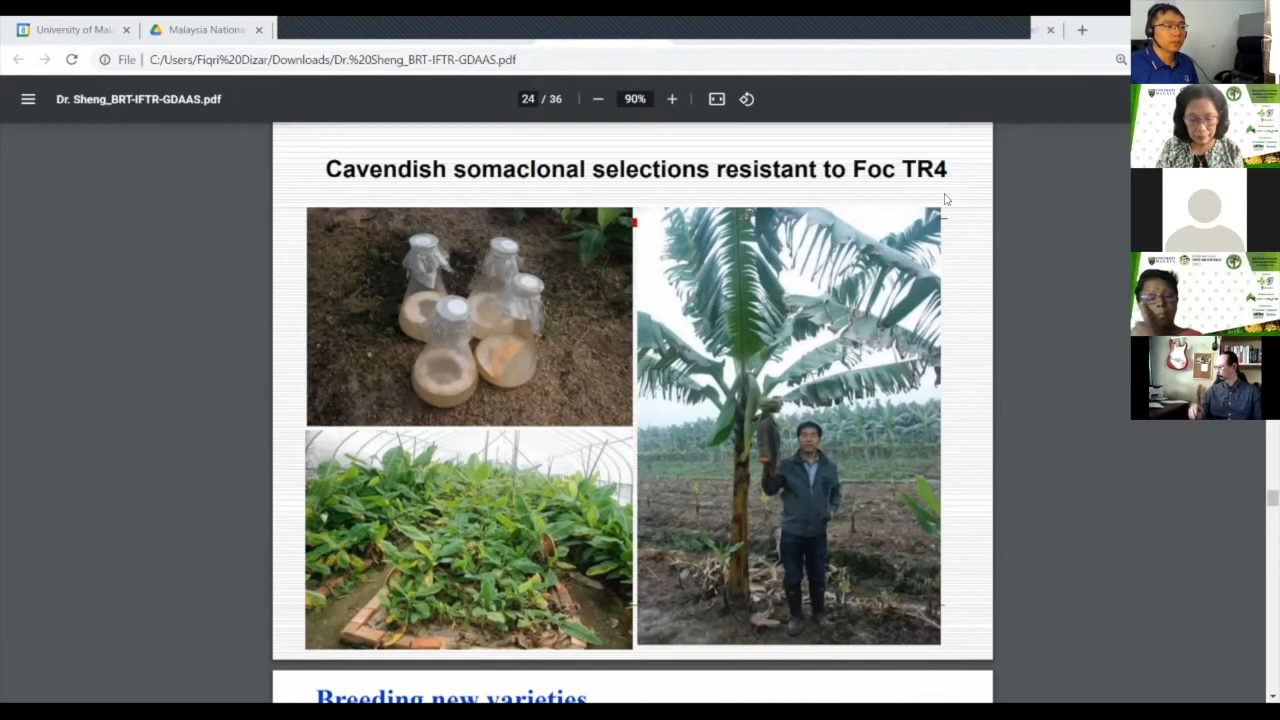 University of Mala
Malaysia Nationa
File
C:/Users/Fiqri%20Dizar/Downloads/Dr.%20Sheng_BRT-IFTR-GDAAS.pdf
Dr. Sheng_BRT-IFTR-GDAAS.pdf
24 / 36
90%
Cavendish somaclonal selections resistant to Foc TR4
Breeding new varieties